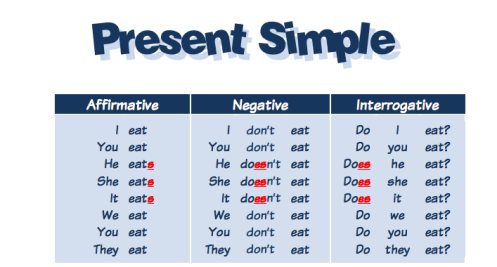 Present Simple
Affirmative Negative Interrogative
I eat I don't eat Do I eat?
You eat You don't eat Do you eat?
He eats He doesn't eat Does he eat?
She eats She doesn't eat Does she eat?
It eats It doesn't eat Does it eat?
We eat We don't eat Do we eat?
You eat You don't eat Do you eat?
They eat They don't eat Do they eat?